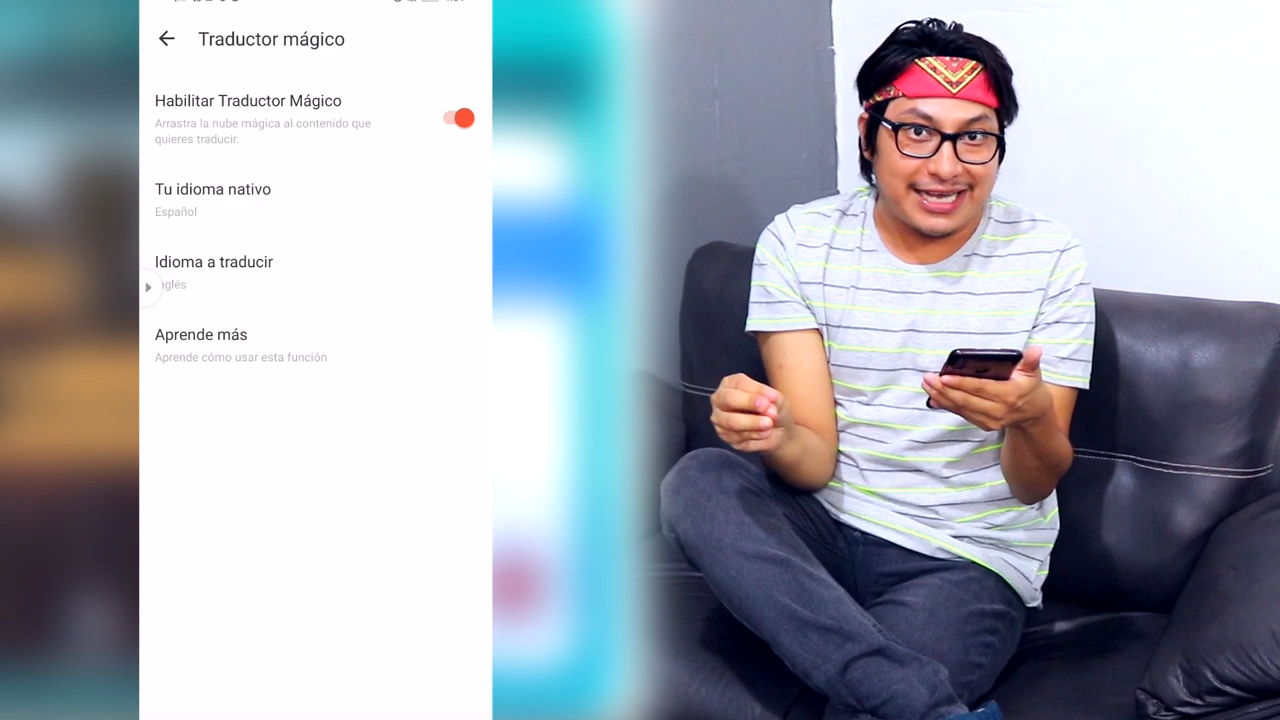 Traductor mágico
Habilitar Traductor Mágico
Arrastra la nube mágica al contenido que
quieres traducir.
Tu idioma nativo
Español
Idioma a traducir
nglés
Aprende más
Aprende cómo usar esta función